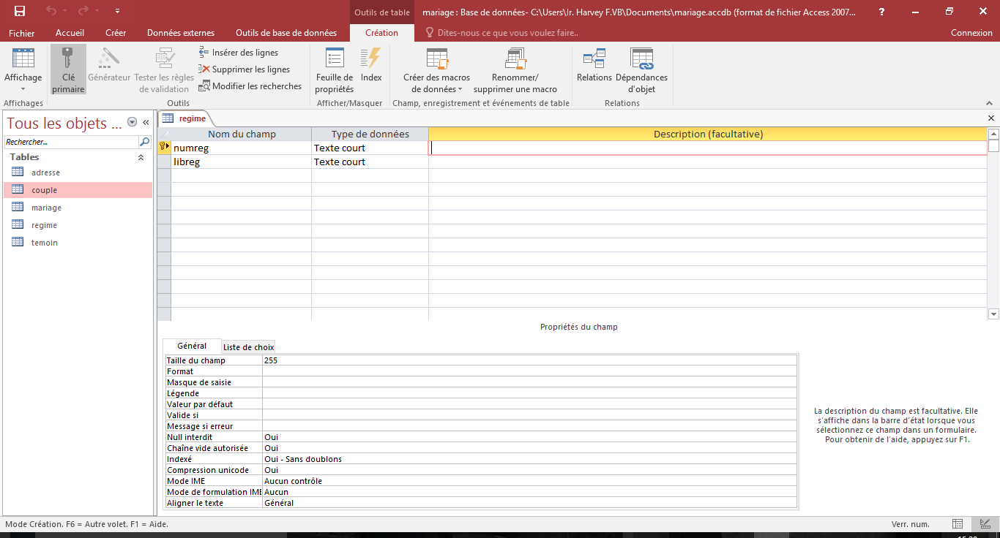 Outils de table
mariage : Base de données- C:\Users\Ir. Harvey F.VB\Documents\mariage.accdb (format de fichier Access 2007...
?
Fichier Accueil Créer Données externes Outils de base de données Création Dites-nous ce que vous voulez faire.. Connexion
Affichage
Clé primaire
Générateur
Tester les règles de validation
Insérer des lignes
Supprimer les lignes
Modifier les recherches
Feuille de propriétés
Index
Créer des macros de données
Renommer/ supprimer une macro
Relations
Dépendances d'objet
Affichages Outils Afficher/Masquer Champ, enregistrement et événements de table Relations
Tous les objets ...
Rechercher...
Tables
adresse
couple
mariage
regime
temoin
regime
Nom du champ Type de données Description (facultative)
numreg Texte court
libreg Texte court
Propriétés du champ
Général Liste de choix
Taille du champ 255
Format
Masque de saisie
Légende
Valeur par défaut
Valide si
Message si erreur
Null interdit Oui
Chaîne vide autorisée Oui
Indexé Oui - Sans doublons
Compression unicode Oui
Mode IME Aucun contrôle
Mode de formulation IME Aucun
Aligner le texte Général
La description du champ est facultative. Elle
s'affiche dans la barre d'état lorsque vous
sélectionnez ce champ dans un formulaire.
Pour obtenir de l'aide, appuyez sur F1.
Mode Création. F6 = Autre volet. F1 = Aide. Verr. num.